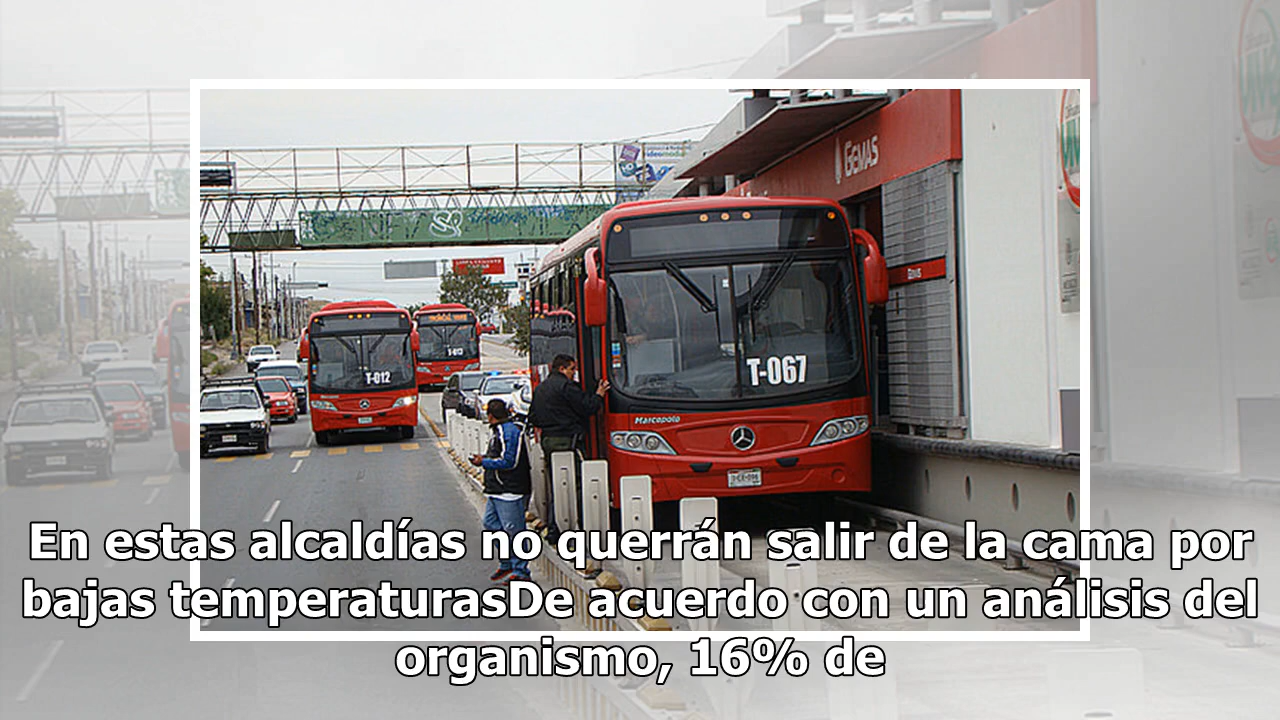 GEMAS
T-067
T-012
T-013
Marcopolo
En estas alcaldías no querrán salir de la cama por
bajas temperaturasDe acuerdo con un análisis del
organismo, 16% de